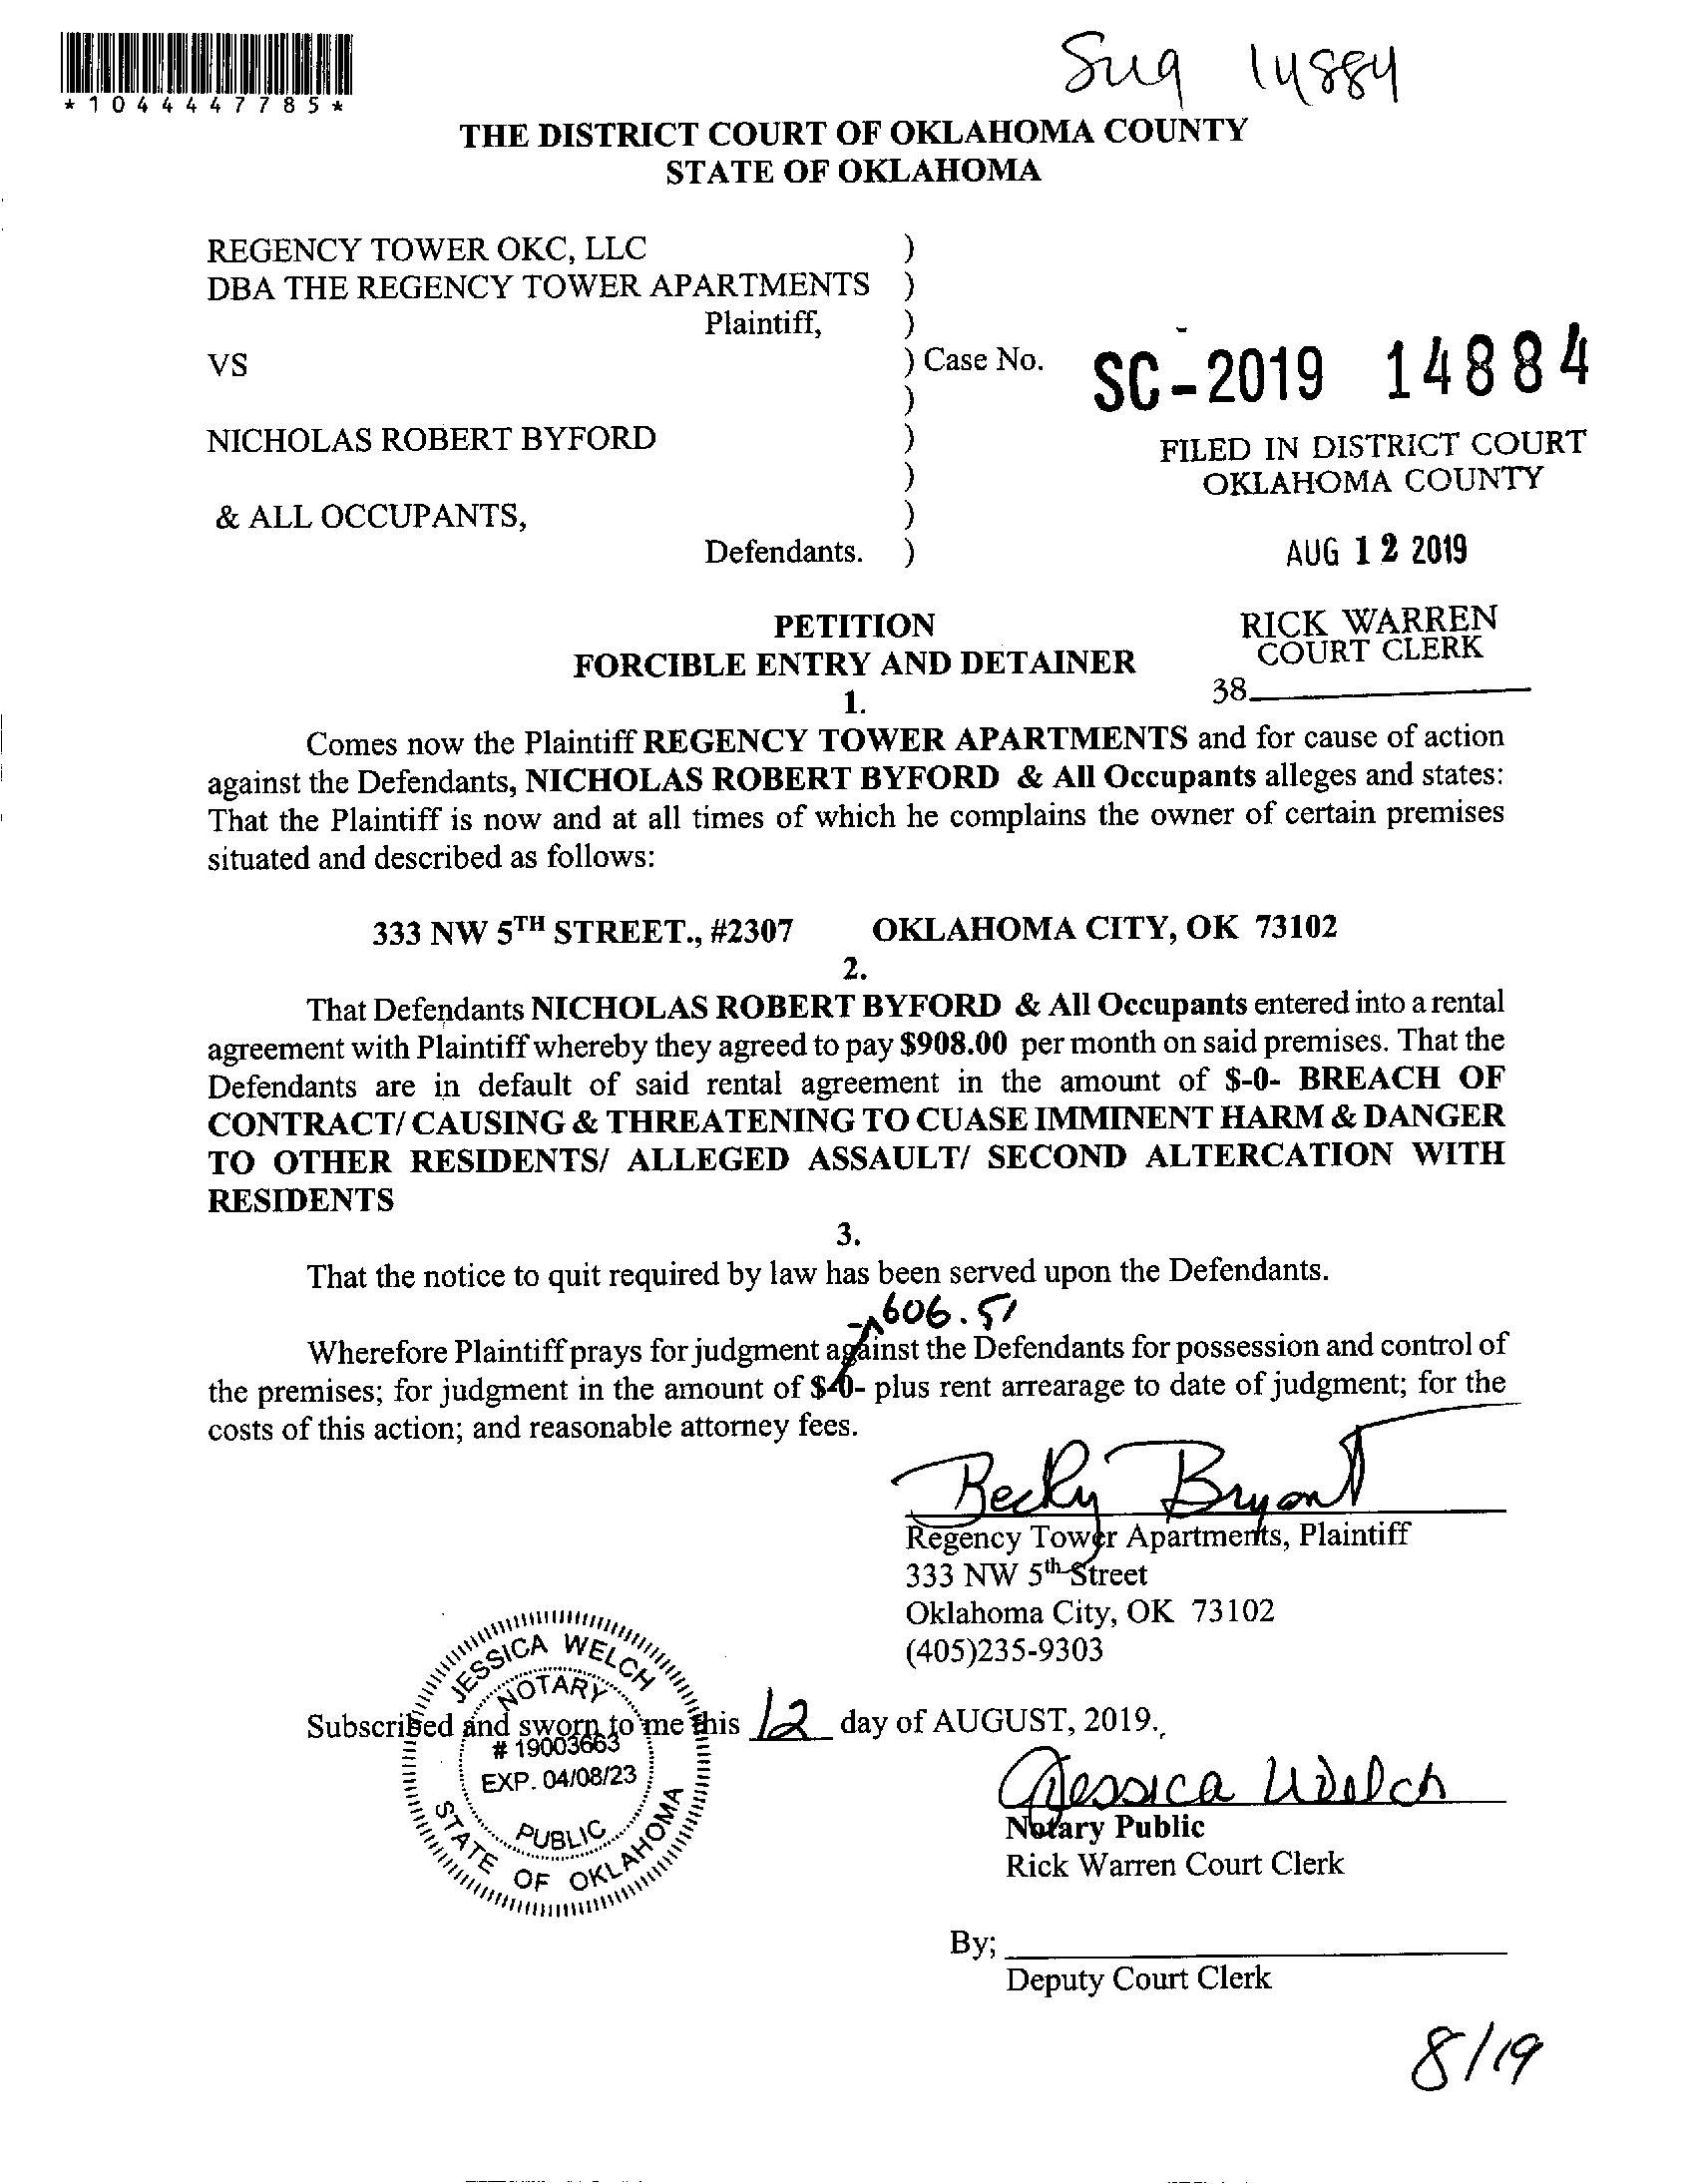 Sug 14884
*1044447785*
THE DISTRICT COURT OF OKLAHOMA COUNTY
STATE OF OKLAHOMA
REGENCY TOWER OKC, LLC )
DBA THE REGENCY TOWER APARTMENTS )
Plaintiff, )
VS ) Case No. SC-2019 14884
)
NICHOLAS ROBERT BYFORD )
)
& ALL OCCUPANTS, )
Defendants. )
FILED IN DISTRICT COURT
OKLAHOMA COUNTY
AUG 12 2019
RICK WARREN
COURT CLERK
38
PETITION
FORCIBLE ENTRY AND DETAINER
1.
Comes now the Plaintiff REGENCY TOWER APARTMENTS and for cause of action
against the Defendants, NICHOLAS ROBERT BYFORD & All Occupants alleges and states:
That the Plaintiff is now and at all times of which he complains the owner of certain premises
situated and described as follows:
333 NW 5TH STREET., #2307 OKLAHOMA CITY, OK 73102
2.
That Defendants NICHOLAS ROBERT BYFORD & All Occupants entered into a rental
agreement with Plaintiff whereby they agreed to pay $908.00 per month on said premises. That the
Defendants are in default of said rental agreement in the amount of $-0- BREACH OF
CONTRACT/ CAUSING & THREATENING TO CUASE IMMINENT HARM & DANGER
TO OTHER RESIDENTS/ ALLEGED ASSAULT/ SECOND ALTERCATION WITH
RESIDENTS
3.
That the notice to quit required by law has been served upon the Defendants.
606.51
Wherefore Plaintiff prays for judgment against the Defendants for possession and control of
the premises; for judgment in the amount of $-0- plus rent arrearage to date of judgment; for the
costs of this action; and reasonable attorney fees.
Becky Bryant
Regency Tower Apartments, Plaintiff
333 NW 5th Street
Oklahoma City, OK 73102
(405)235-9303
Subscribed and sworn to me this 12 day of AUGUST, 2019.
JESSICA WELCH
NOTARY
# 19003663
EXP. 04/08/23
PUBLIC
STATE OF OKLAHOMA
Jessica Welch
Notary Public
Rick Warren Court Clerk
By;
Deputy Court Clerk
8/19